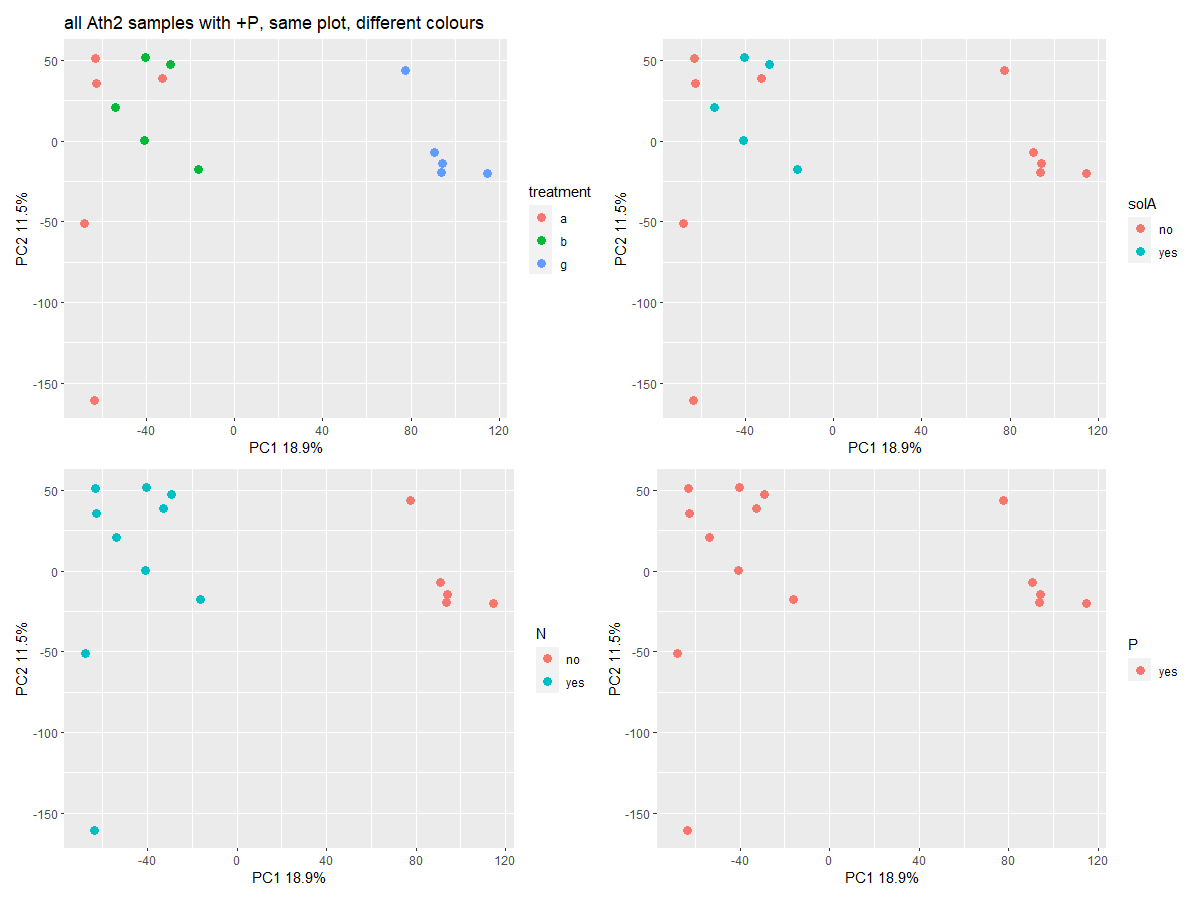 all Ath2 samples with +P, same plot, different colours
50
0
-50
-100
-150
PC2 11.5%
-40
0
40
80
120
PC1 18.9%
treatment
a
b
g
50
0
-50
-100
-150
PC2 11.5%
-40
0
40
80
120
PC1 18.9%
solA
no
yes
50
0
-50
-100
-150
PC2 11.5%
-40
0
40
80
120
PC1 18.9%
N
no
yes
50
0
-50
-100
-150
PC2 11.5%
-40
0
40
80
120
PC1 18.9%
P
yes